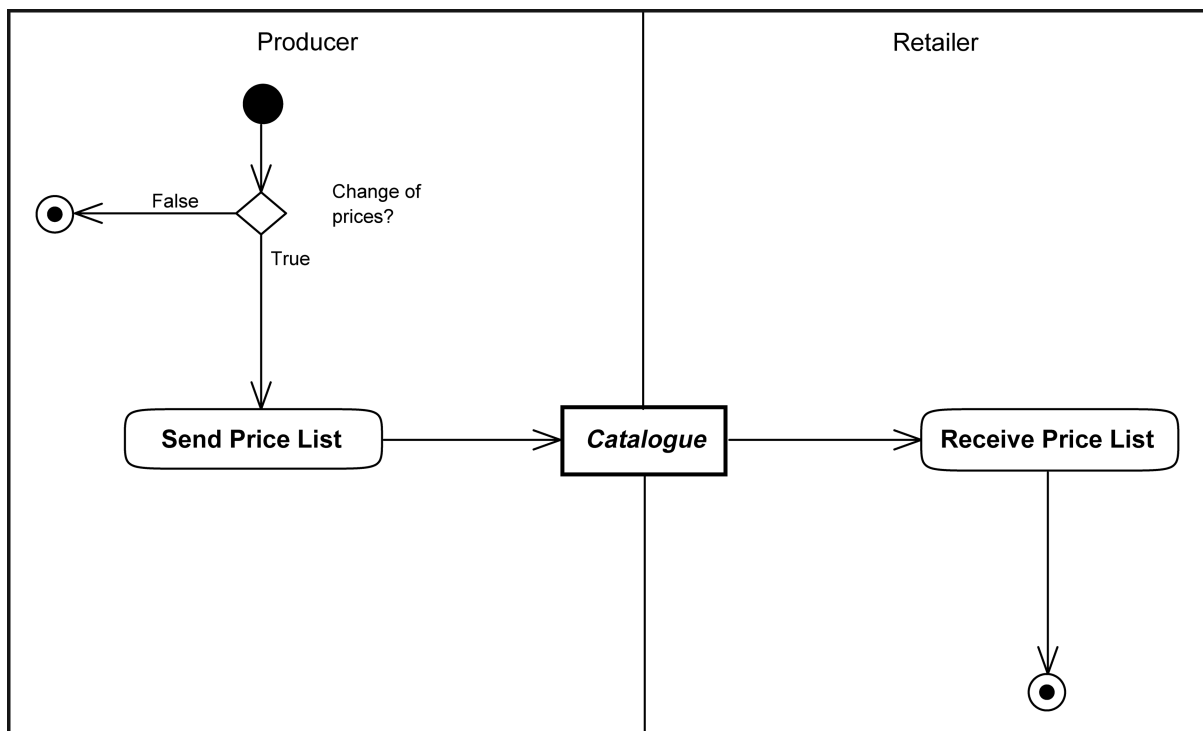 Producer
Retailer
Change of
prices?
False
True
Send Price List
Catalogue
Receive Price List